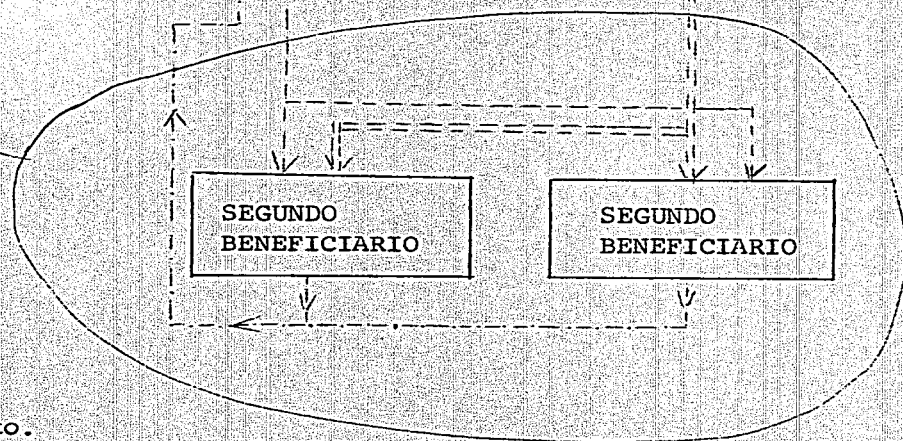 SEGUNDO
BENEFICIARIO
SEGUNDO
BENEFICIARIO
o.